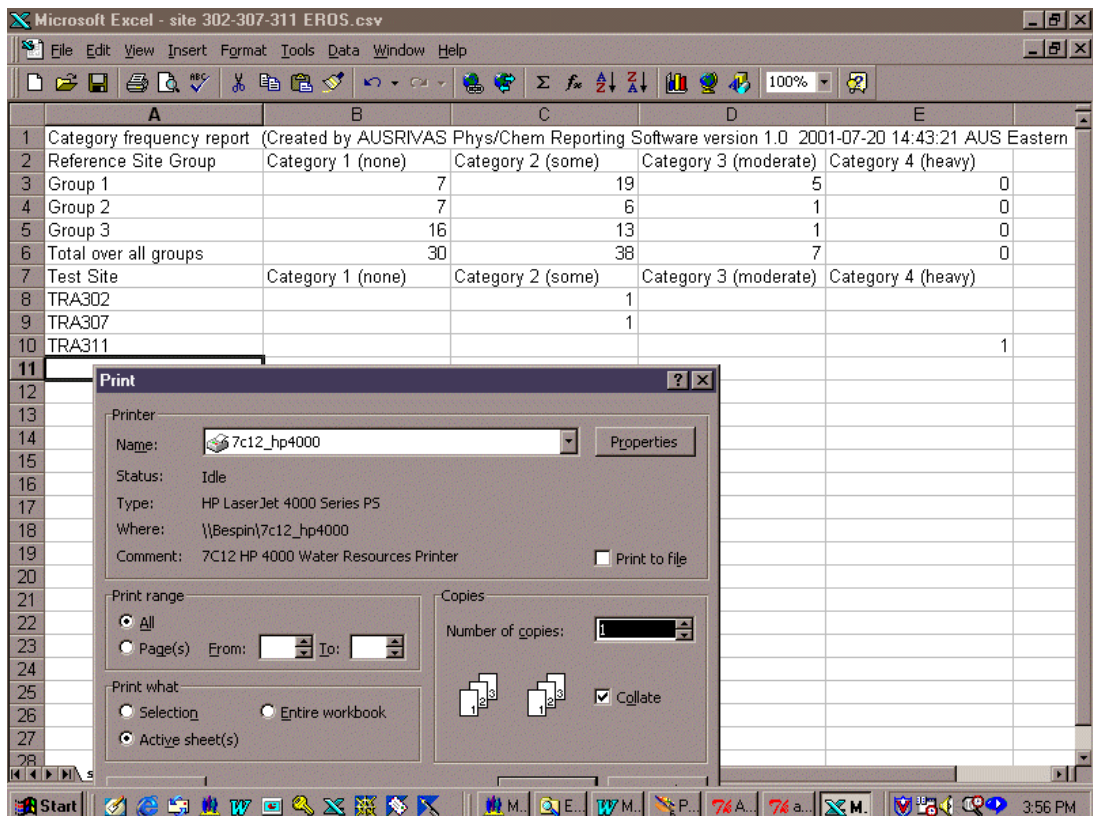 Microsoft Excel - site 302-307-311 EROS.csv
File Edit View Insert Format Tools Data Window Help
ABC Σ fx A Z Z A 100% ?
A B C D E
1 Category frequency report (Created by AUSRIVAS Phys/Chem Reporting Software version 1.0 2001-07-20 14:43:21 AUS Eastern
2 Reference Site Group Category 1 (none) Category 2 (some) Category 3 (moderate) Category 4 (heavy)
3 Group 1 7 19 5 0
4 Group 2 7 6 1 0
5 Group 3 16 13 1 0
6 Total over all groups 30 38 7 0
7 Test Site Category 1 (none) Category 2 (some) Category 3 (moderate) Category 4 (heavy)
8 TRA302 1
9 TRA307 1
10 TRA311 1
11
12
13
14
15
16
17
18
19
20
21
22
23
24
25
26
27
28
Print
Printer
Name: 7c12_hp4000 Properties
Status: Idle
Type: HP LaserJet 4000 Series PS
Where: \\Bespin\7c12_hp4000
Comment: 7C12 HP 4000 Water Resources Printer Print to file
Print range
All
Page(s) From: To:
Copies
Number of copies: 1
1 2 3 1 2 3
Collate
Print what
Selection Entire workbook
Active sheet(s)
s
Start M.. E... M.. P... A... a... M. 3:56 PM